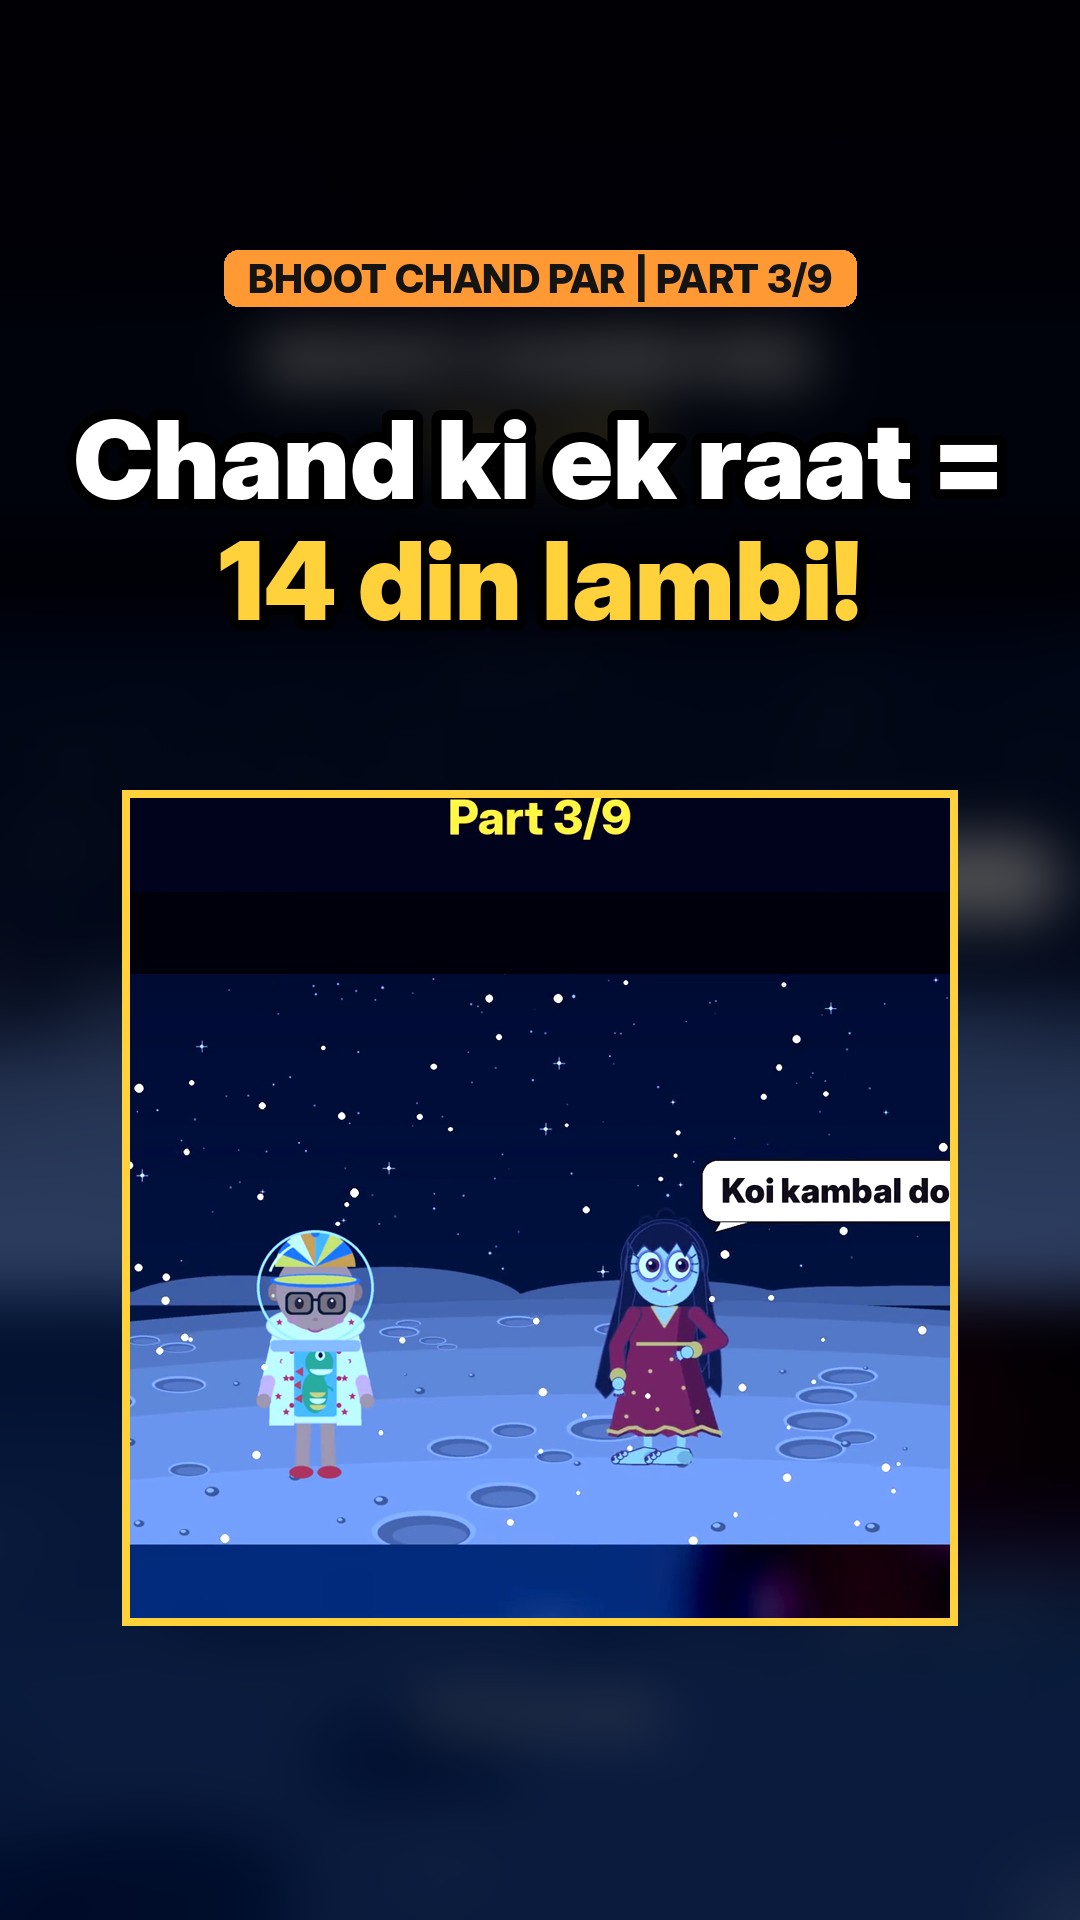 BHOOT CHAND PAR | PART 3/9
Chand ki ek raat =
14 din lambi!
Part 3/9
Koi kambal do